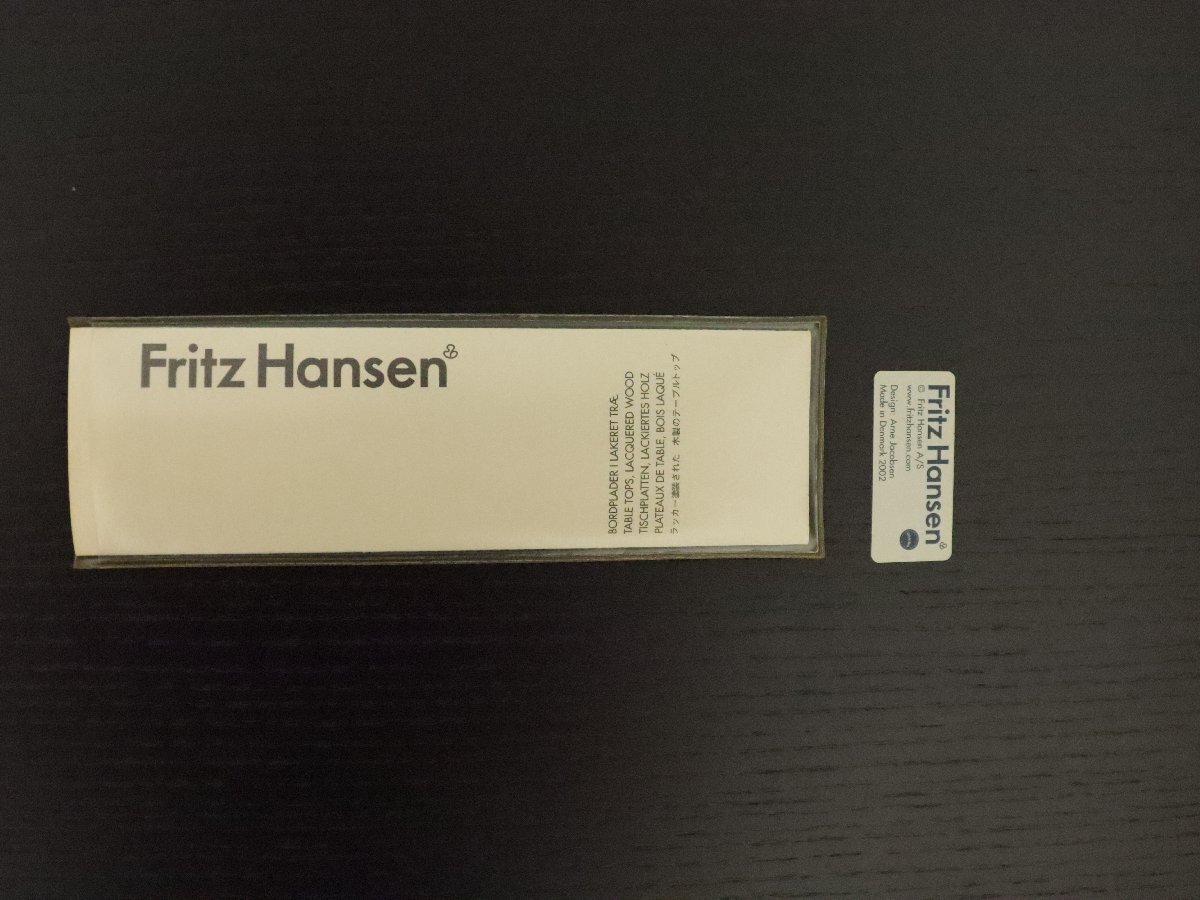 Fritz Hansen
BORDPLADER I LAKERET TRÆ
TABLE TOPS, LACQUERED WOOD
TISCHPLATTEN, LACKIERTES HOLZ
PLATEAUX DE TABLE, BOIS LAQUÉ
ラッカー塗装された 木製のテーブルトップ
Fritz Hansen
© Fritz Hansen A/S
www.fritzhansen.com
Design: Arne Jacobsen
Made in Denmark 2002